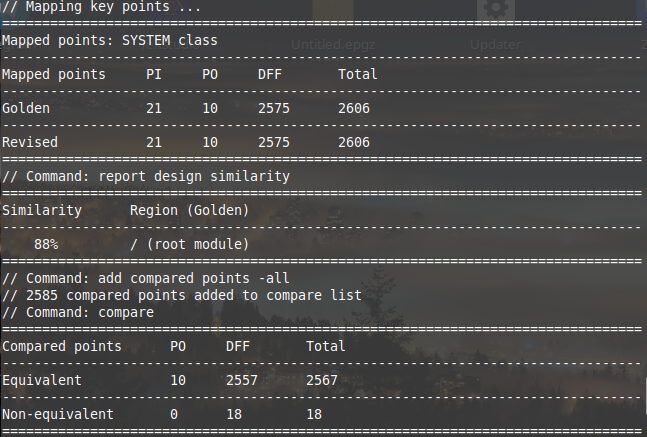 // Mapping key points ...
================================================================================
Mapped points: SYSTEM class
--------------------------------------------------------------------------------
Mapped points     PI     PO     DFF       Total
--------------------------------------------------------------------------------
Golden            21     10     2575      2606
--------------------------------------------------------------------------------
Revised           21     10     2575      2606
================================================================================
// Command: report design similarity
================================================================================
Similarity      Region (Golden)
--------------------------------------------------------------------------------
    88%         / (root module)
================================================================================
// Command: add compared points -all
// 2585 compared points added to compare list
// Command: compare
================================================================================
Compared points      PO     DFF       Total
--------------------------------------------------------------------------------
Equivalent           10     2557      2567
--------------------------------------------------------------------------------
Non-equivalent       0      18        18
================================================================================
Untitled.epgz
Updater